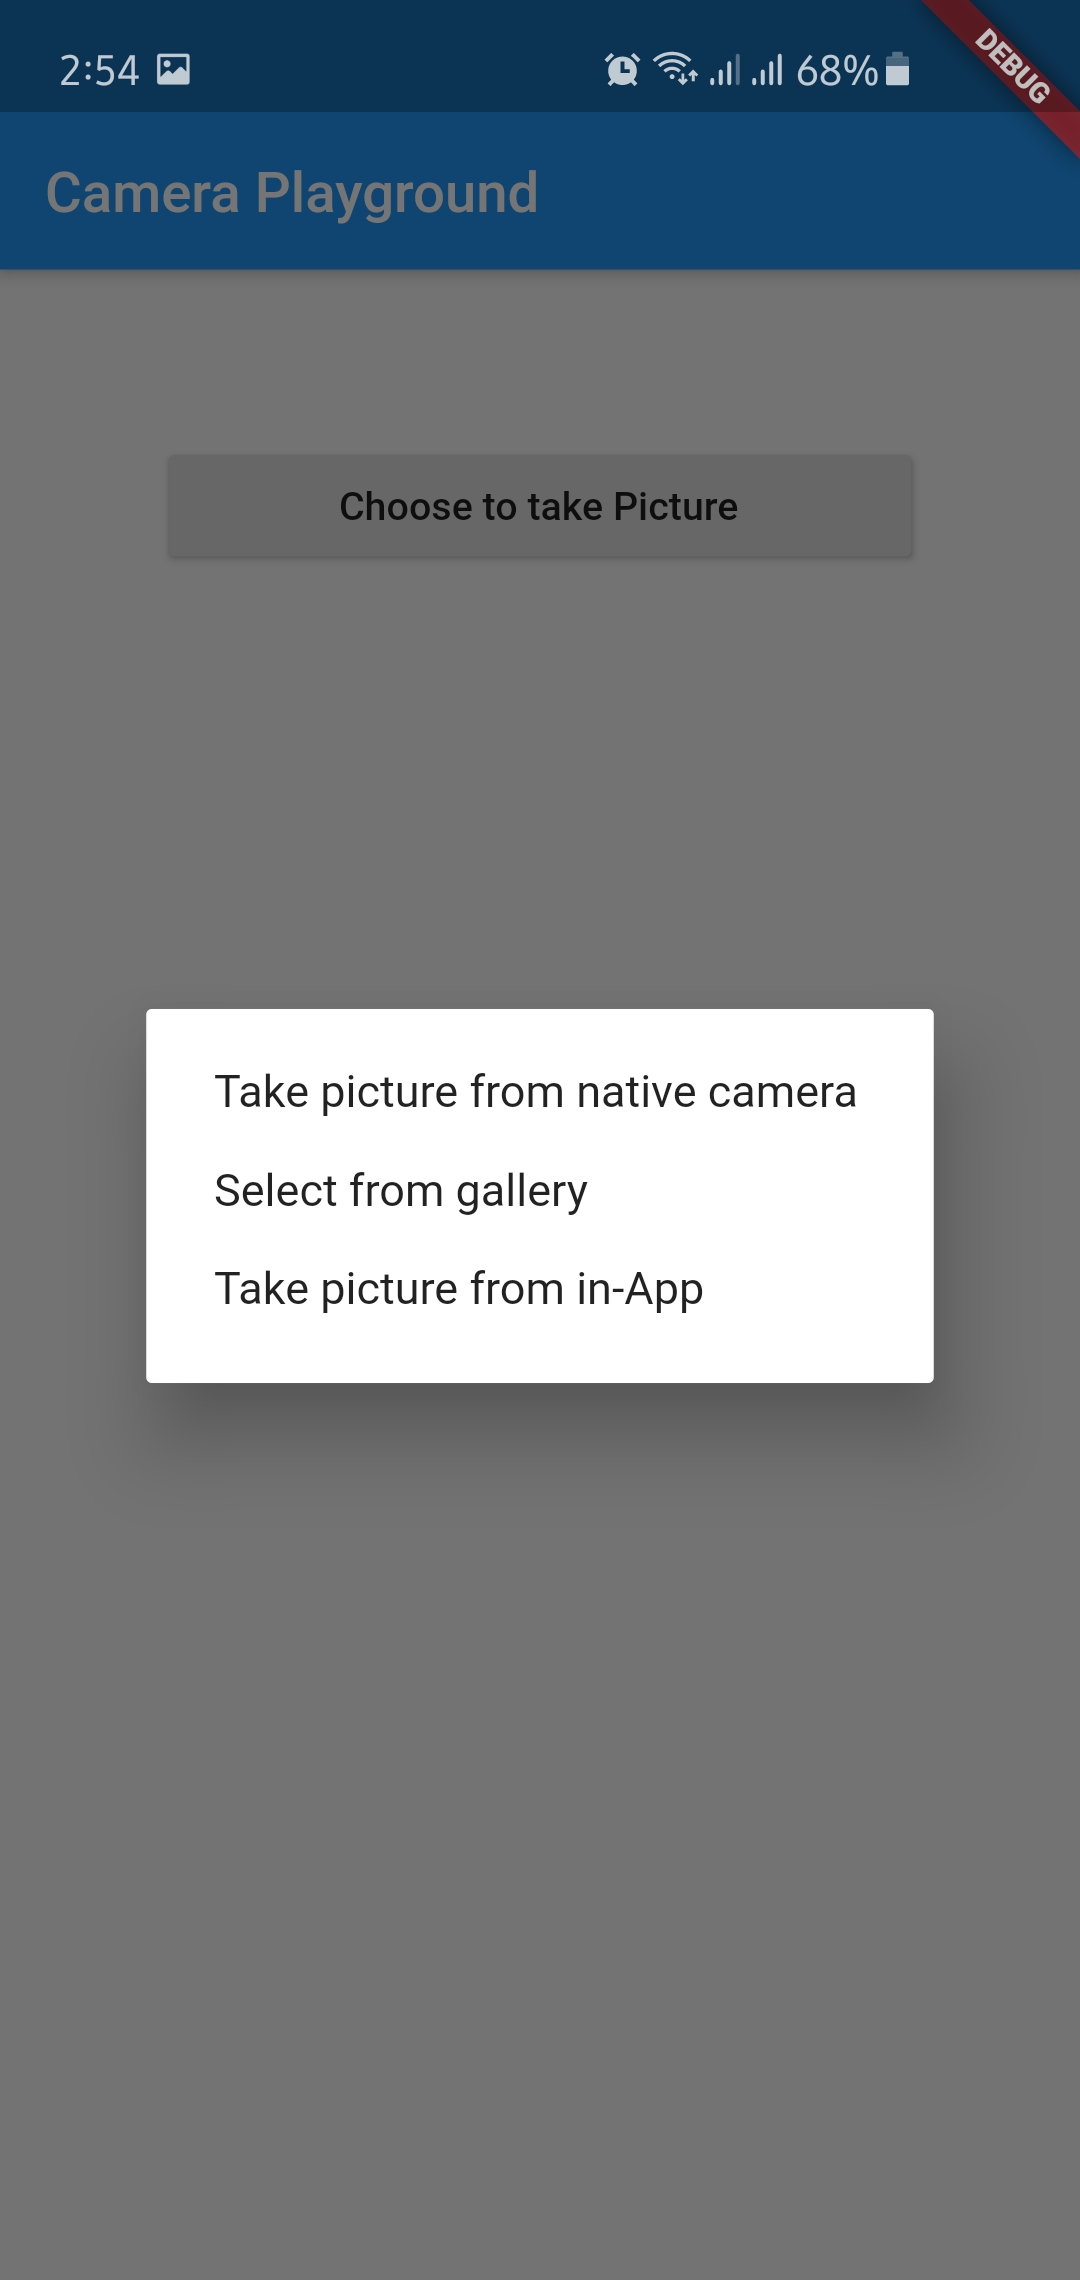 2:54 68%
DEBUG
Camera Playground
Choose to take Picture
Take picture from native camera
Select from gallery
Take picture from in-App